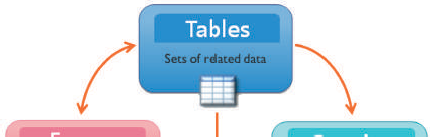 Tables
Sets of related data